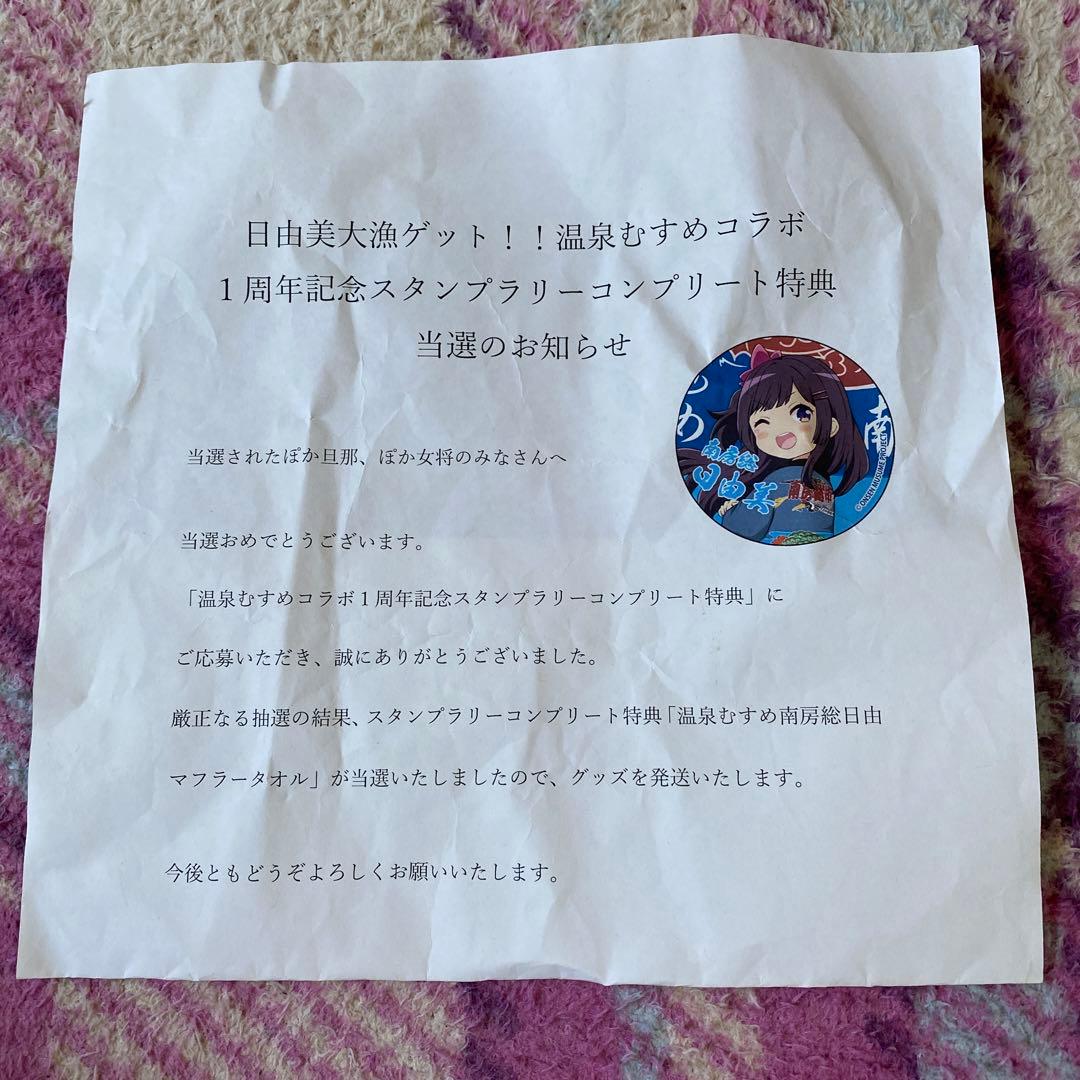 日由美大漁ゲット！！温泉むすめコラボ
１周年記念スタンプラリーコンプリート特典
当選のお知らせ
南房総
日由美
南
©ONSEN MUSUME PROJECT
当選されたぽか旦那、ぽか女将のみなさんへ
当選おめでとうございます。
「温泉むすめコラボ１周年記念スタンプラリーコンプリート特典」に
ご応募いただき、誠にありがとうございました。
厳正なる抽選の結果、スタンプラリーコンプリート特典「温泉むすめ南房総日由
マフラータオル」が当選いたしましたので、グッズを発送いたします。
今後ともどうぞよろしくお願いいたします。